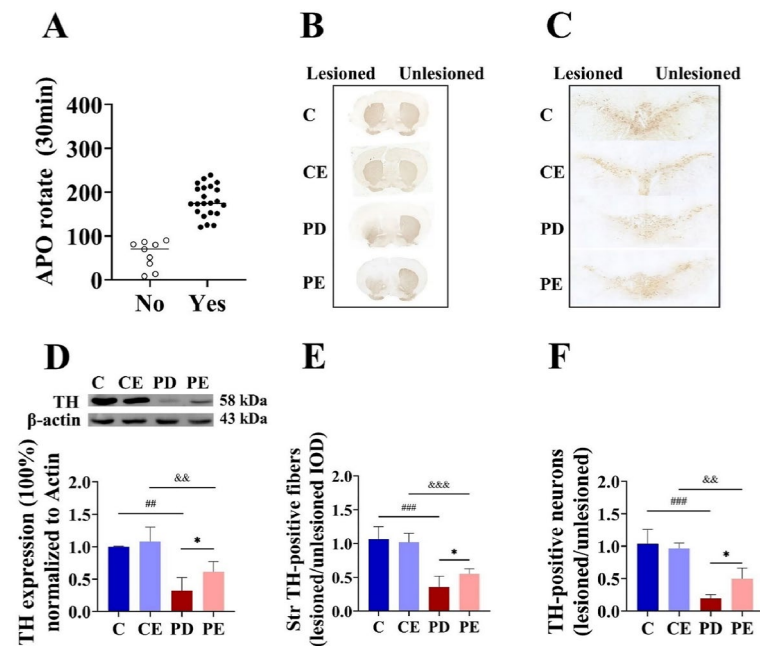 A
APO rotate (30min)
400
300
200
100
0
No Yes
B
Lesioned Unlesioned
C
CE
PD
PE
C
Lesioned Unlesioned
C
CE
PD
PE
D
C CE PD PE
TH 58 kDa
β-actin 43 kDa
TH expression (100%)
normalized to Actin
2.0
1.5
1.0
0.5
0.0
&&
##
*
C CE PD PE
E
Str TH-positive fibers
(lesioned/unlesioned IOD)
2.0
1.5
1.0
0.5
0.0
&&&
###
*
C CE PD PE
F
TH-positive neurons
(lesioned/unlesioned)
2.0
1.5
1.0
0.5
0.0
&&
###
*
C CE PD PE